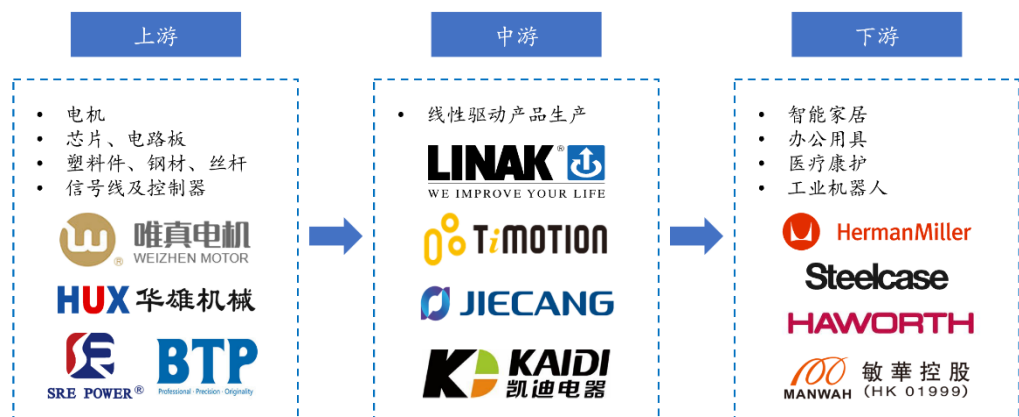 上游
• 电机
• 芯片、电路板
• 塑料件、钢材、丝杆
• 信号线及控制器
唯真电机
WEIZHEN MOTOR
HUX 华雄机械
SRE POWER®
BTP
Professional · Precision · Originality
中游
• 线性驱动产品生产
LINAK®
WE IMPROVE YOUR LIFE
TiMOTION
JIECANG
KAIDI
凯迪电器
下游
• 智能家居
• 办公用具
• 医疗康护
• 工业机器人
HermanMiller
Steelcase
HAWORTH
MANWAH
敏華控股
(HK 01999)